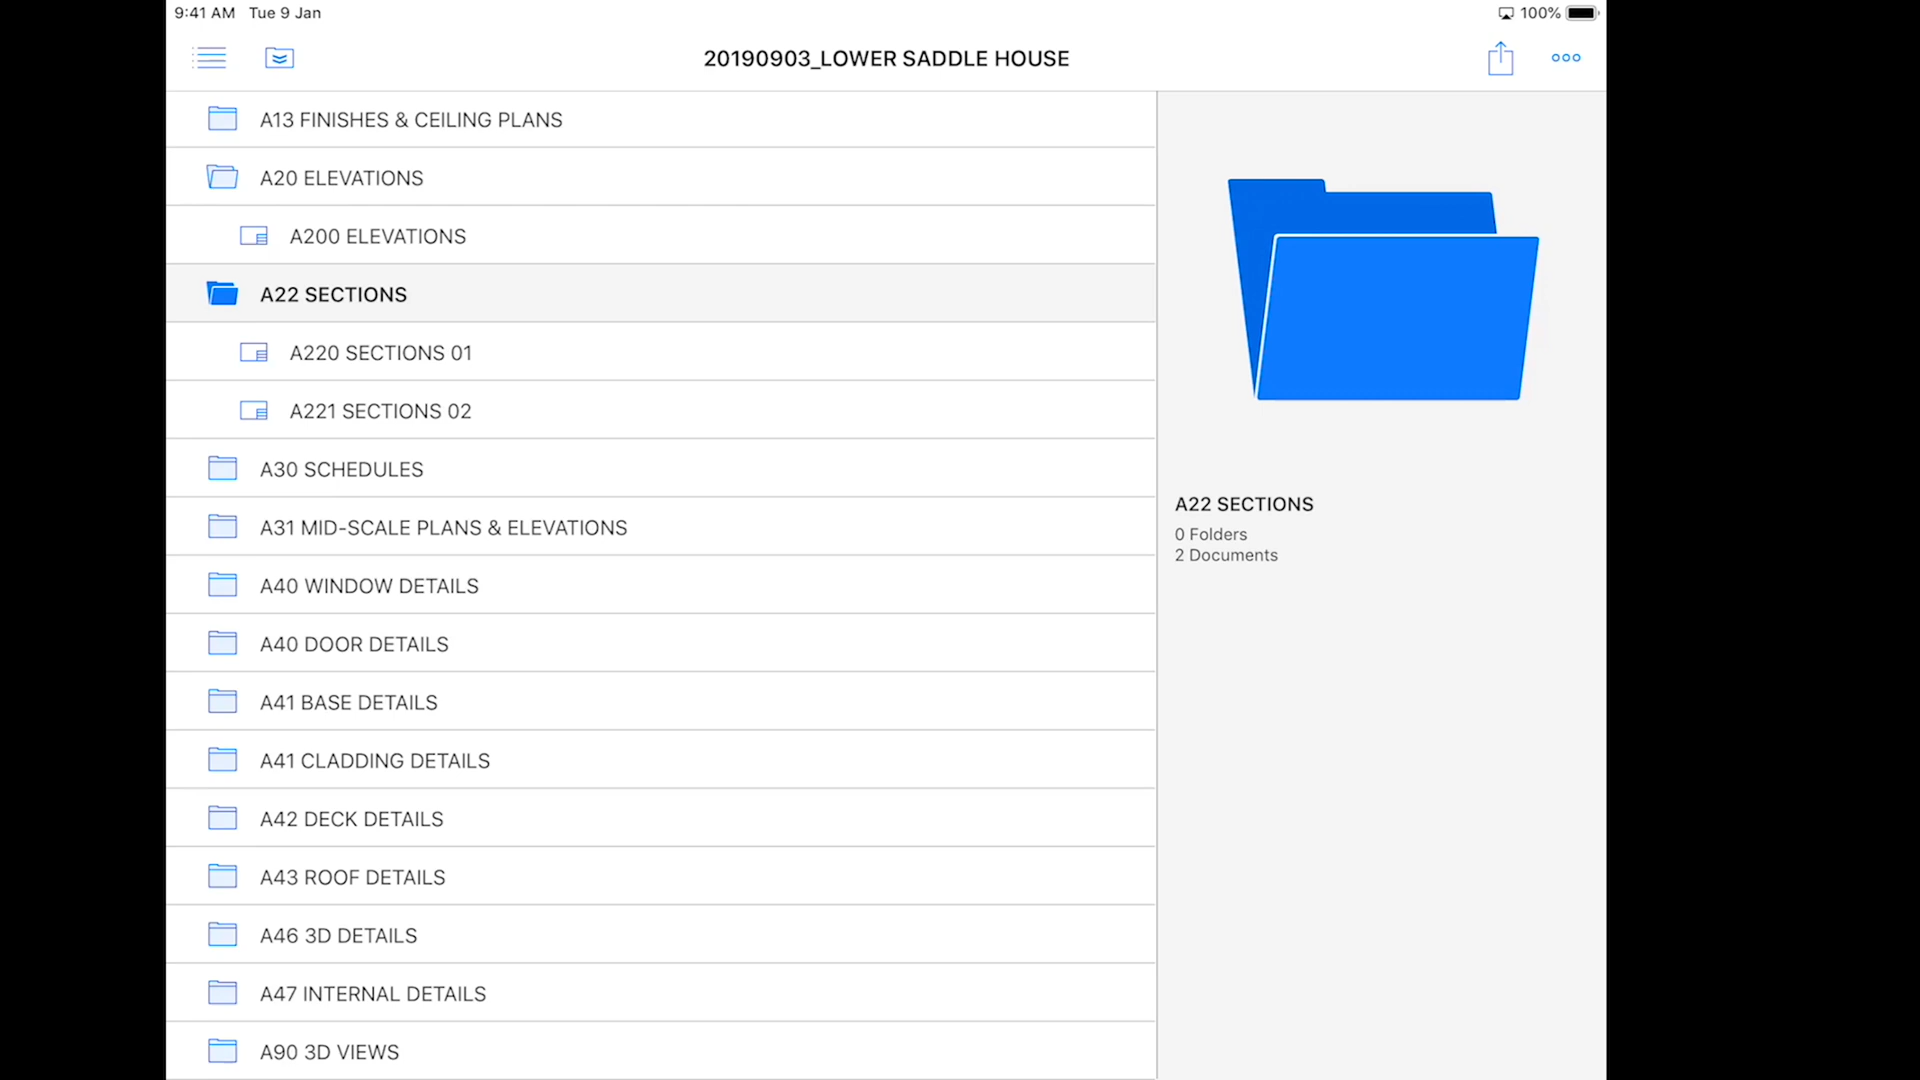 9:41 AM Tue 9 Jan
100%
20190903_LOWER SADDLE HOUSE
A13 FINISHES & CEILING PLANS
A20 ELEVATIONS
A200 ELEVATIONS
A22 SECTIONS
A220 SECTIONS 01
A221 SECTIONS 02
A30 SCHEDULES
A31 MID-SCALE PLANS & ELEVATIONS
A40 WINDOW DETAILS
A40 DOOR DETAILS
A41 BASE DETAILS
A41 CLADDING DETAILS
A42 DECK DETAILS
A43 ROOF DETAILS
A46 3D DETAILS
A47 INTERNAL DETAILS
A90 3D VIEWS
A22 SECTIONS
0 Folders
2 Documents